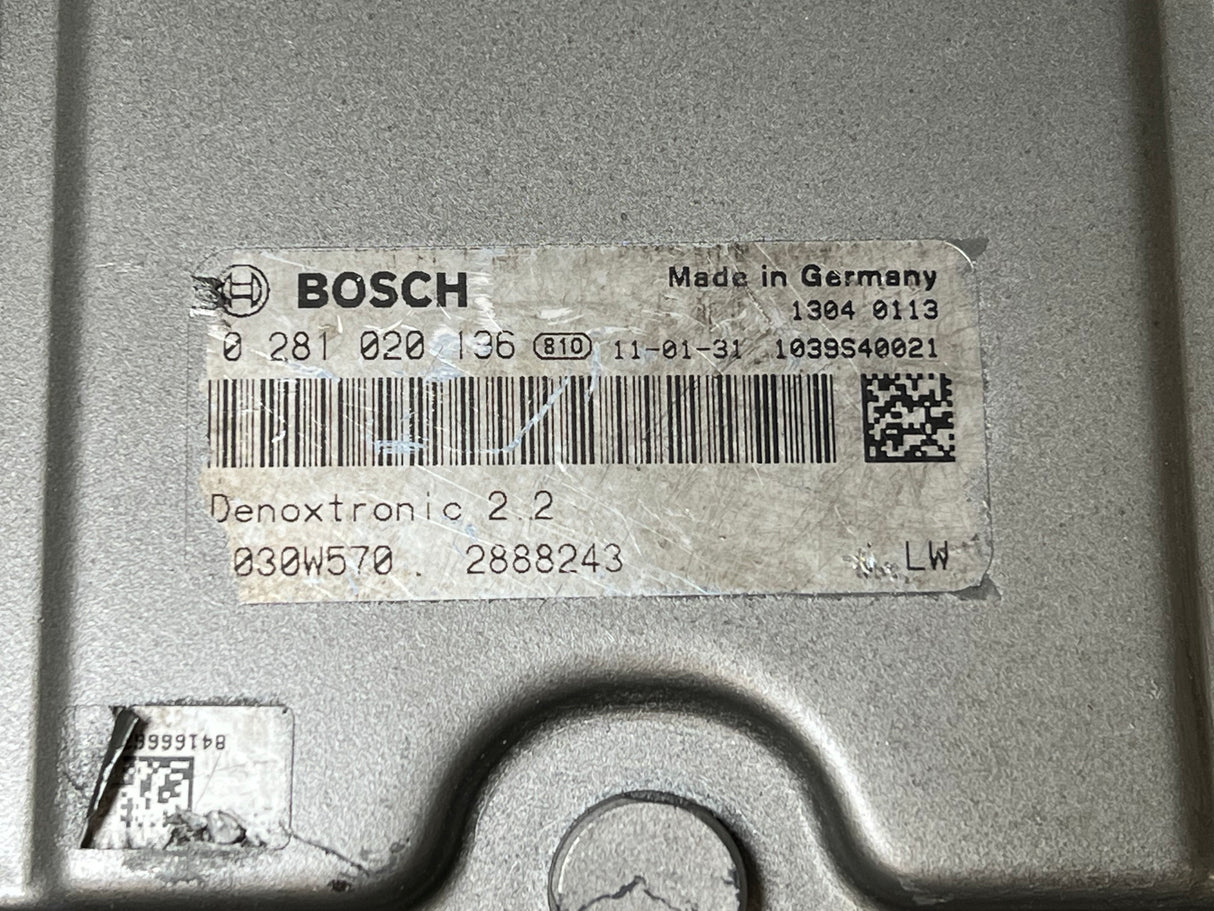 BOSCH Made in Germany
1304 0113
0 281 020 136 810 11-01-31 1039S40021
Denoxtronic 2.2
030W570 2888243 LW